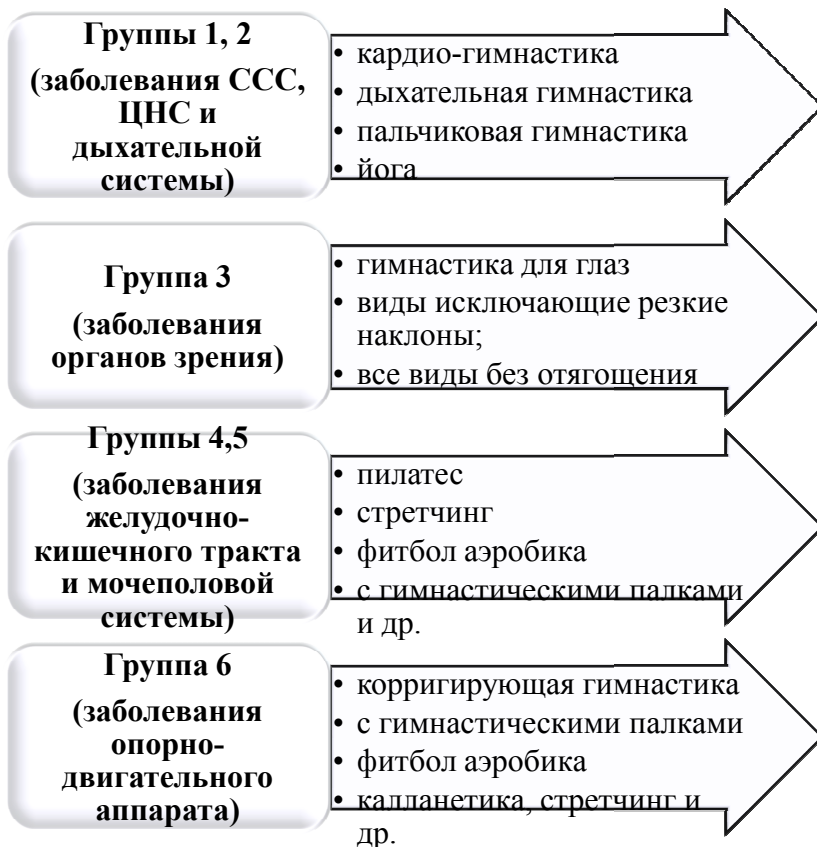 Группы 1, 2
(заболевания ССС,
ЦНС и
дыхательной
системы)
• кардио-гимнастика
• дыхательная гимнастика
• пальчиковая гимнастика
• йога
Группа 3
(заболевания
органов зрения)
• гимнастика для глаз
• виды исключающие резкие
наклоны;
• все виды без отягощения
Группы 4,5
(заболевания
желудочно-
кишечного тракта
и мочеполовой
системы)
• пилатес
• стретчинг
• фитбол аэробика
• с гимнастическими палками
и др.
Группа 6
(заболевания
опорно-
двигательного
аппарата)
• корригирующая гимнастика
• с гимнастическими палками
• фитбол аэробика
• калланетика, стретчинг и
др.